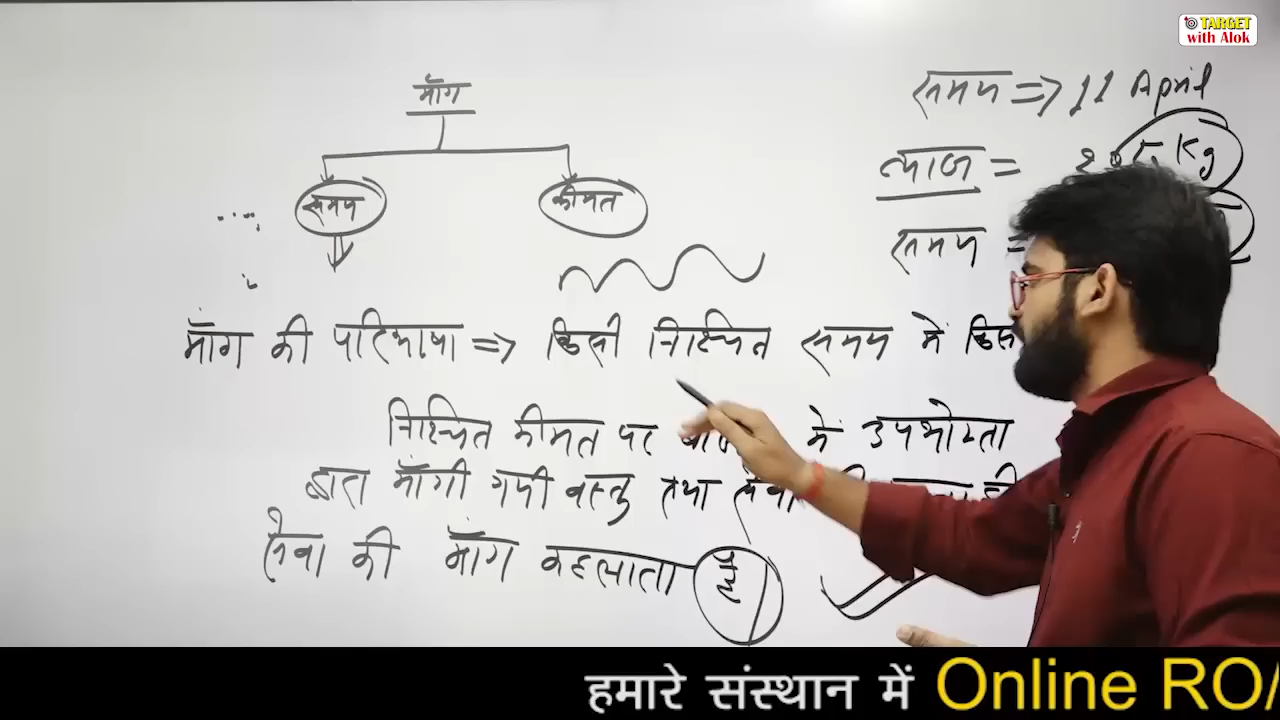 TARGET
with Alok
माँग
समय
कीमत
समय => 11 April
प्याज =
Kg
समय =
माँग की परिभाषा => किसी निश्चित समय में किस
निश्चित कीमत पर में उपभोक्ता
द्वारा माँगी गयी वस्तु तथा सेवा
सेवा की माँग कहलाता है
हमारे संस्थान में Online RO/